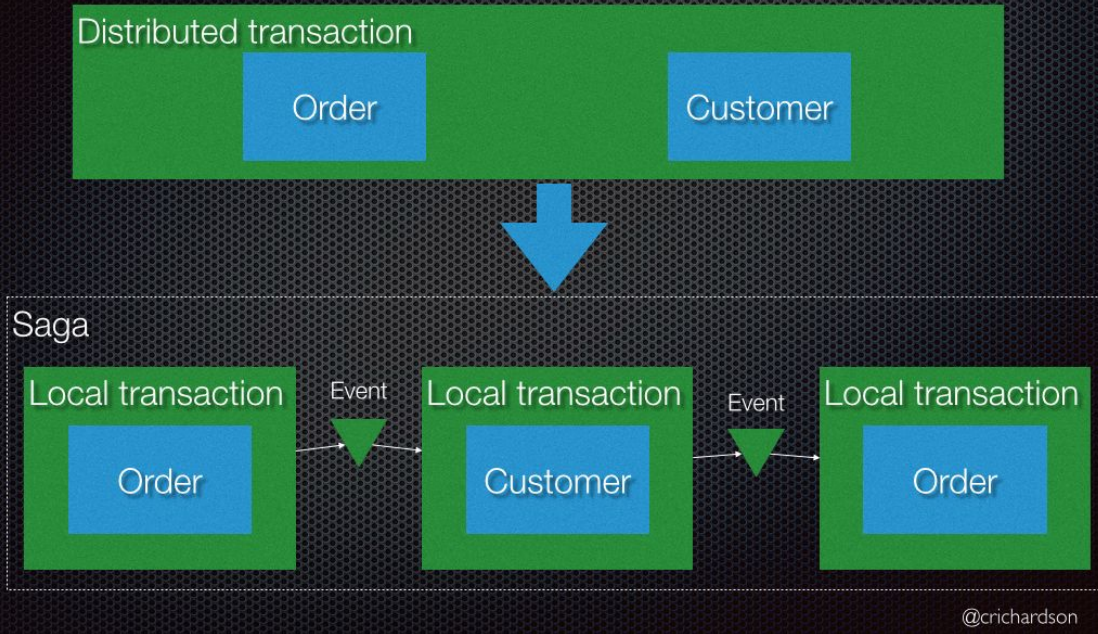 Distributed transaction
Order
Customer
Saga
Local transaction
Order
Event
Local transaction
Customer
Event
Local transaction
Order
@crichardson